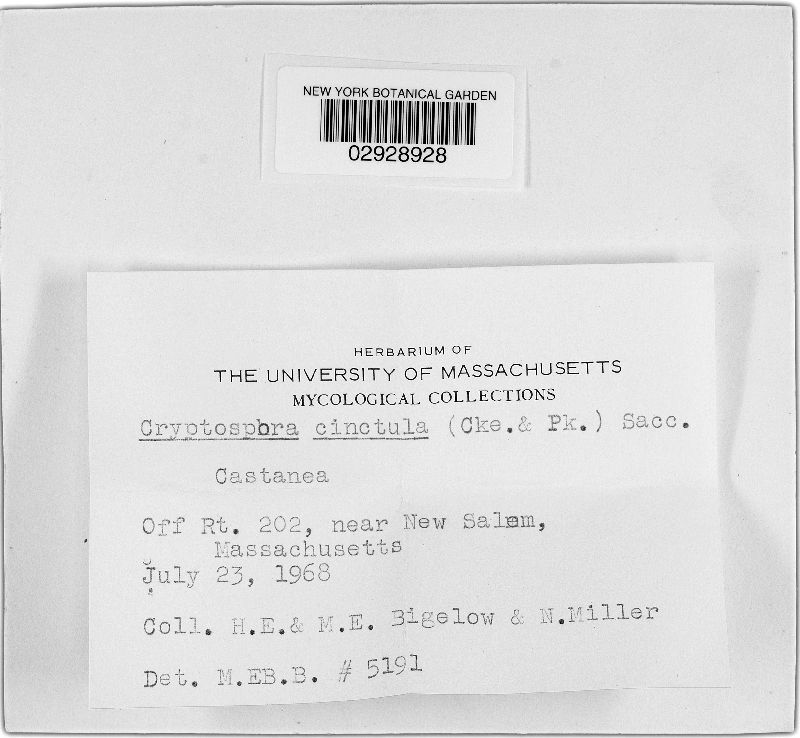 NEW YORK BOTANICAL GARDEN
02928928
HERBARIUM OF
THE UNIVERSITY OF MASSACHUSETTS
MYCOLOGICAL COLLECTIONS
Cryptosphra cinctula (Cke.& Pk.) Sacc.
Castanea
Off Rt. 202, near New Salem,
Massachusetts
July 23, 1968
Coll. H.E.& M.E. Bigelow & N.Miller
Det. M.EB.B. # 5191